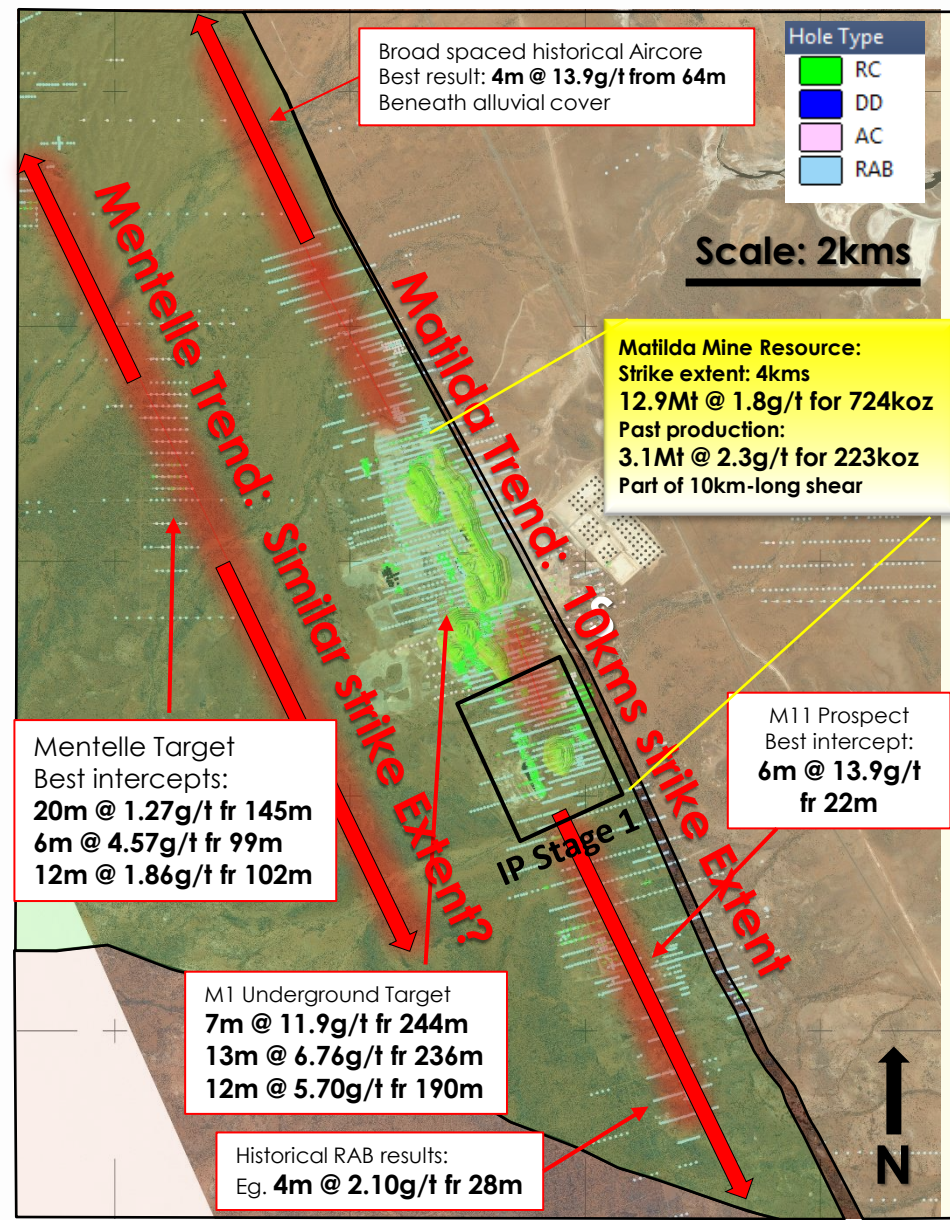 Broad spaced historical Aircore
Best result: 4m @ 13.9g/t from 64m
Beneath alluvial cover
Hole Type
RC
DD
AC
RAB
Scale: 2kms
Mentelle Trend: Similar strike Extent?
Matilda Trend: 10kms strike Extent
Matilda Mine Resource:
Strike extent: 4kms
12.9Mt @ 1.8g/t for 724koz
Past production:
3.1Mt @ 2.3g/t for 223koz
Part of 10km-long shear
Mentelle Target
Best intercepts:
20m @ 1.27g/t fr 145m
6m @ 4.57g/t fr 99m
12m @ 1.86g/t fr 102m
M11 Prospect
Best intercept:
6m @ 13.9g/t
fr 22m
IP Stage 1
M1 Underground Target
7m @ 11.9g/t fr 244m
13m @ 6.76g/t fr 236m
12m @ 5.70g/t fr 190m
Historical RAB results:
Eg. 4m @ 2.10g/t fr 28m
N